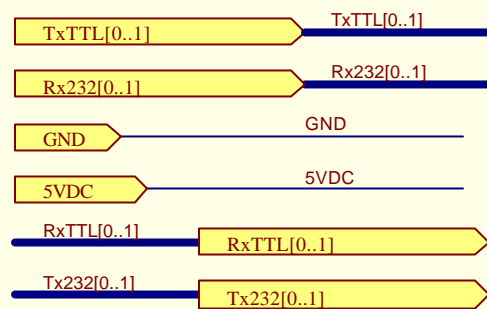 TxTTL[0..1] TxTTL[0..1]
Rx232[0..1] Rx232[0..1]
GND GND
5VDC 5VDC
RxTTL[0..1] RxTTL[0..1]
Tx232[0..1] Tx232[0..1]